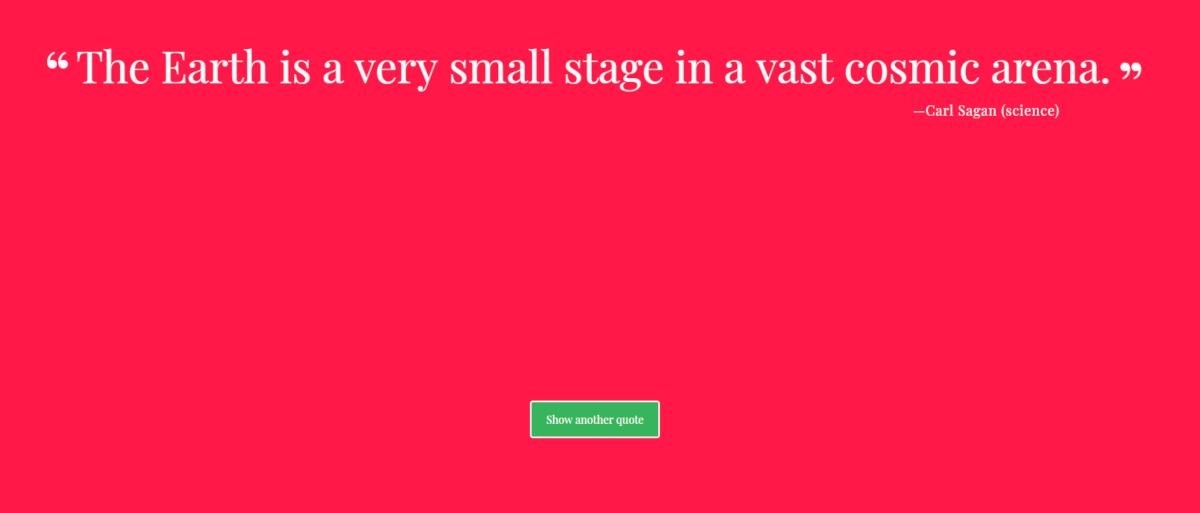 “ The Earth is a very small stage in a vast cosmic arena. ”
—Carl Sagan (science)
Show another quote